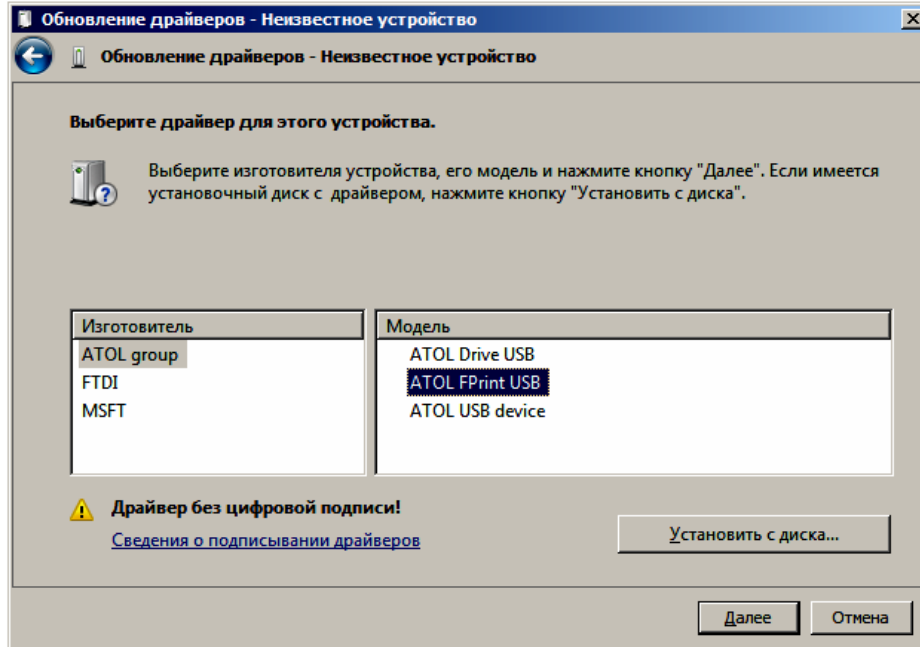 Обновление драйверов - Неизвестное устройство
Обновление драйверов - Неизвестное устройство
Выберите драйвер для этого устройства.
Выберите изготовителя устройства, его модель и нажмите кнопку "Далее". Если имеется
установочный диск с драйвером, нажмите кнопку "Установить с диска".
Изготовитель
ATOL group
FTDI
MSFT
Модель
ATOL Drive USB
ATOL FPrint USB
ATOL USB device
Драйвер без цифровой подписи!
Сведения о подписывании драйверов
Установить с диска...
Далее
Отмена